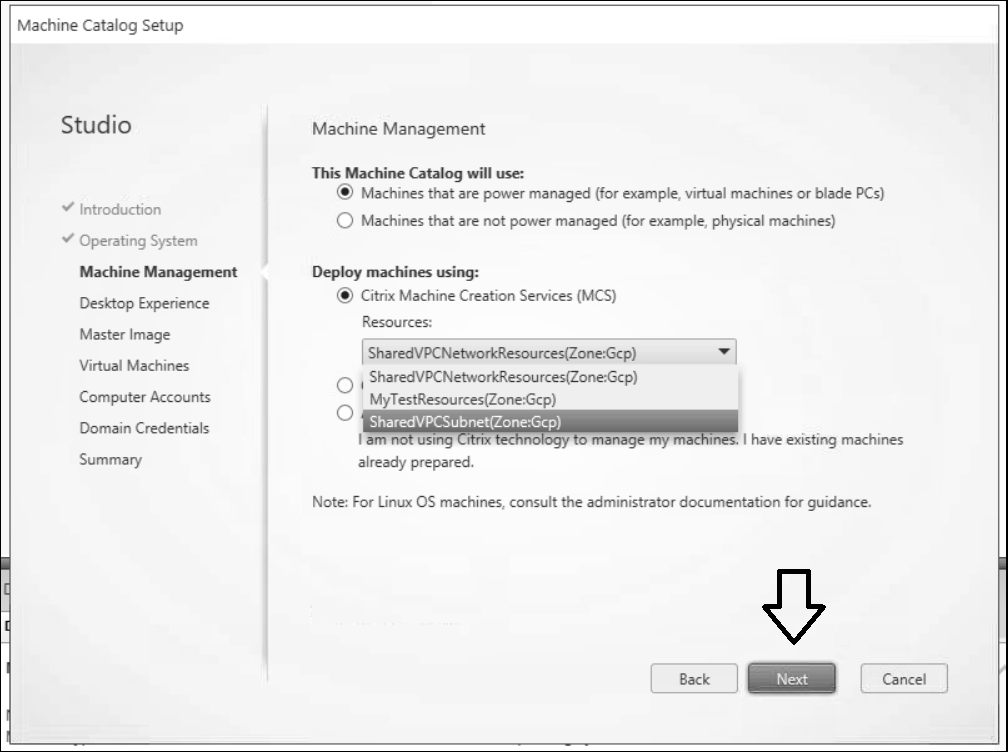 Machine Catalog Setup
Studio
Introduction
Operating System
Machine Management
Desktop Experience
Master Image
Virtual Machines
Computer Accounts
Domain Credentials
Summary
Machine Management
This Machine Catalog will use:
Machines that are power managed (for example, virtual machines or blade PCs)
Machines that are not power managed (for example, physical machines)
Deploy machines using:
Citrix Machine Creation Services (MCS)
Resources:
SharedVPCNetworkResources(Zone:Gcp)
SharedVPCNetworkResources(Zone:Gcp)
MyTestResources(Zone:Gcp)
SharedVPCSubnet(Zone:Gcp)
I am not using Citrix technology to manage my machines. I have existing machines
already prepared.
Note: For Linux OS machines, consult the administrator documentation for guidance.
Back
Next
Cancel